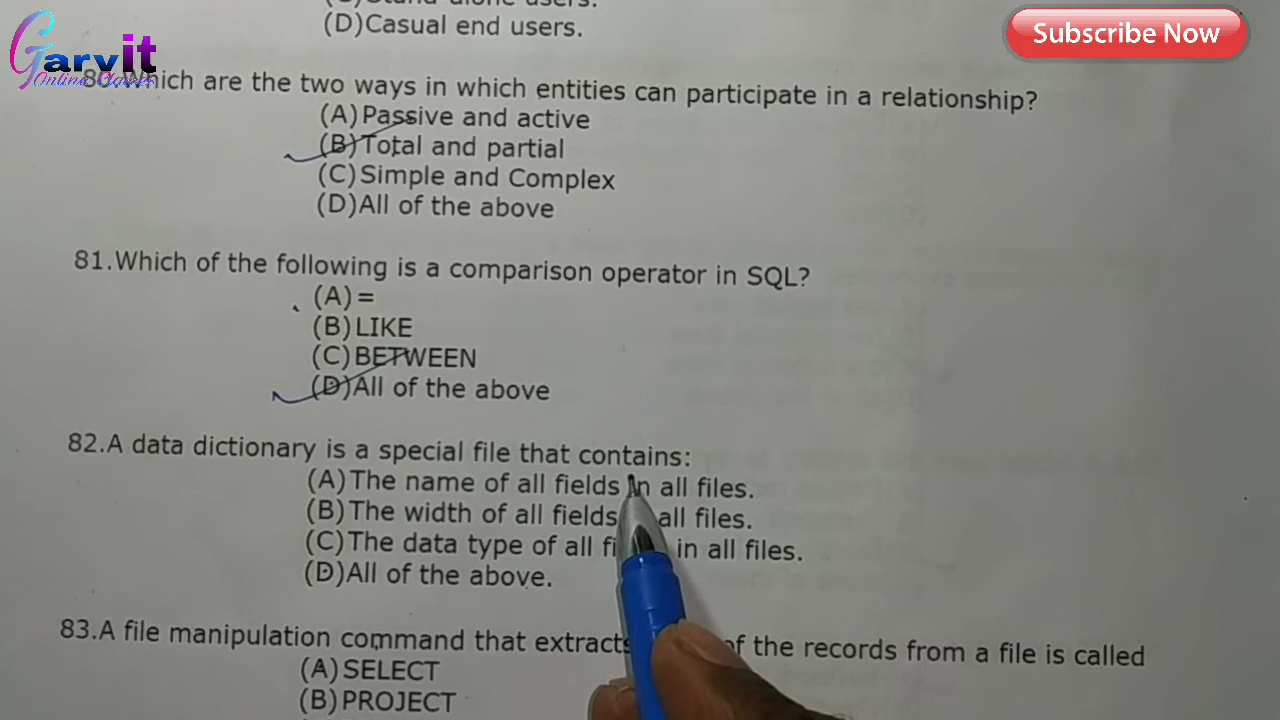 (D)Casual end users.
Subscribe Now
Garvit
Online Classes
80.Which are the two ways in which entities can participate in a relationship?
(A)Passive and active
(B)Total and partial
(C)Simple and Complex
(D)All of the above
81.Which of the following is a comparison operator in SQL?
(A)=
(B)LIKE
(C)BETWEEN
(D)All of the above
82.A data dictionary is a special file that contains:
(A)The name of all fields in all files.
(B)The width of all fields all files.
(C)The data type of all in all files.
(D)All of the above.
83.A file manipulation command that extracts of the records from a file is called
(A)SELECT
(B)PROJECT